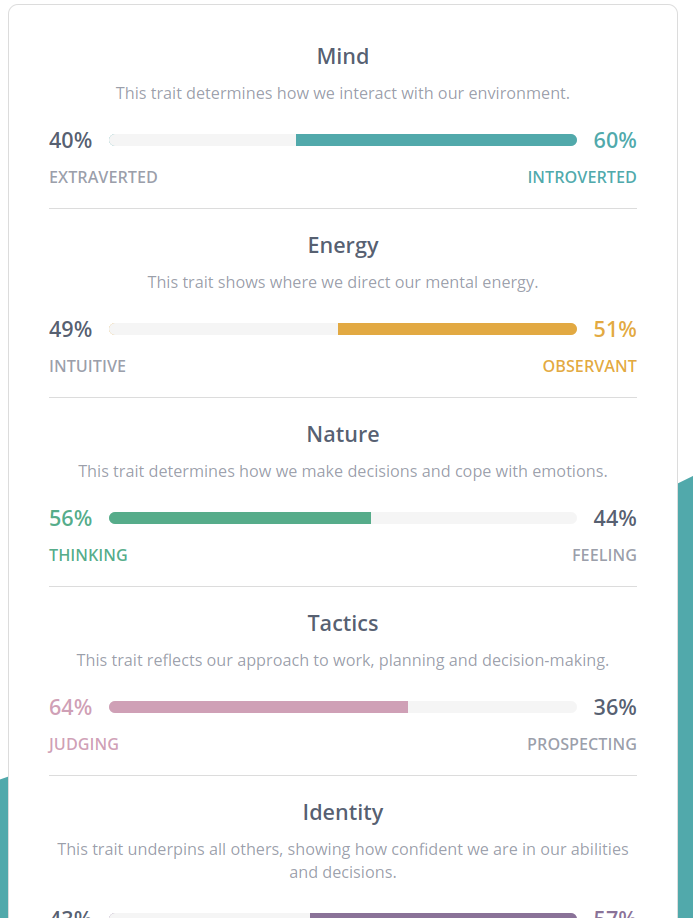 Mind
This trait determines how we interact with our environment.
40% 60%
EXTRAVERTED INTROVERTED
Energy
This trait shows where we direct our mental energy.
49% 51%
INTUITIVE OBSERVANT
Nature
This trait determines how we make decisions and cope with emotions.
56% 44%
THINKING FEELING
Tactics
This trait reflects our approach to work, planning and decision-making.
64% 36%
JUDGING PROSPECTING
Identity
This trait underpins all others, showing how confident we are in our abilities
and decisions.
43% 57%